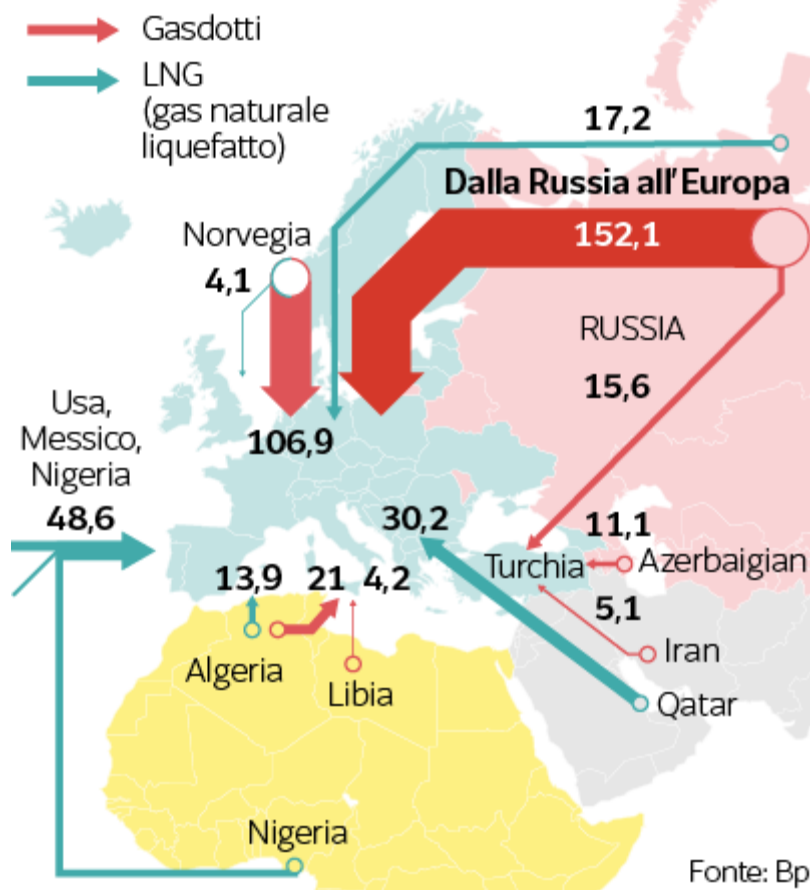 Gasdotti
LNG
(gas naturale
liquefatto)
17,2
Dalla Russia all'Europa
152,1
Norvegia
4,1
RUSSIA
15,6
Usa,
Messico,
Nigeria
48,6
106,9
30,2
11,1
Turchia
Azerbaigian
13,9
21
4,2
5,1
Iran
Algeria
Libia
Qatar
Nigeria
Fonte: Bp